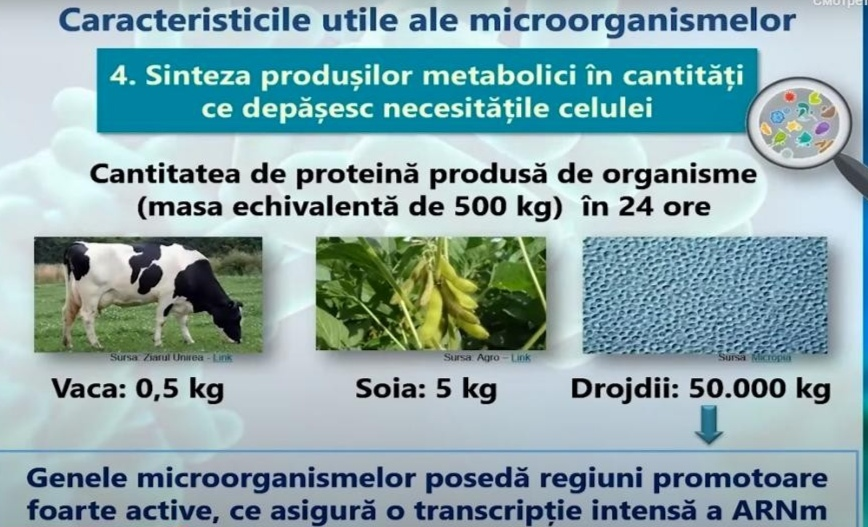 Смотреть
Caracteristicile utile ale microorganismelor
4. Sinteza produșilor metabolici în cantități
ce depășesc necesitățile celulei
Cantitatea de proteină produsă de organisme
(masa echivalentă de 500 kg) în 24 ore
Sursa: Ziarul Unirea - Link
Sursa: Agro – Link
Sursa: Micropia
Vaca: 0,5 kg
Soia: 5 kg
Drojdii: 50.000 kg
Genele microorganismelor posedă regiuni promotoare
foarte active, ce asigură o transcripție intensă a ARNm